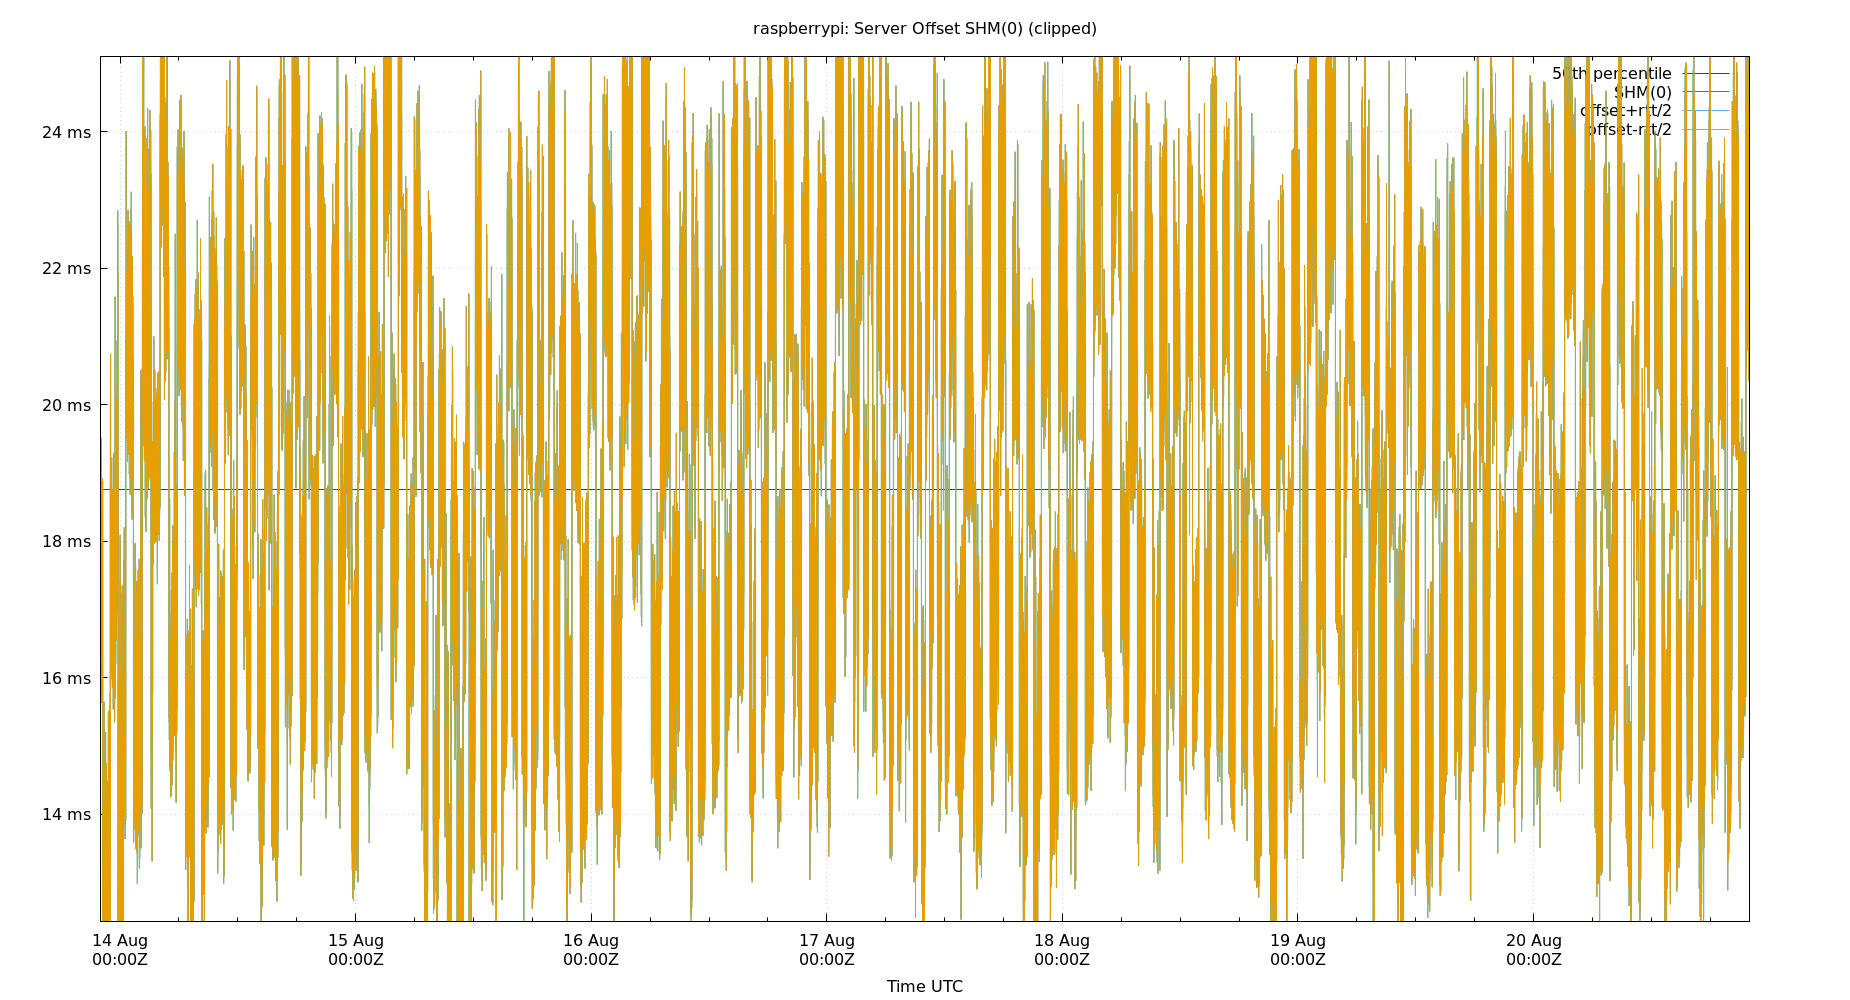 raspberrypi: Server Offset SHM(0) (clipped)
50th percentile
SHM(0)
offset+rtt/2
offset-rtt/2
24 ms
22 ms
20 ms
18 ms
16 ms
14 ms
14 Aug 15 Aug 16 Aug 17 Aug 18 Aug 19 Aug 20 Aug
00:00Z 00:00Z 00:00Z 00:00Z 00:00Z 00:00Z 00:00Z
Time UTC